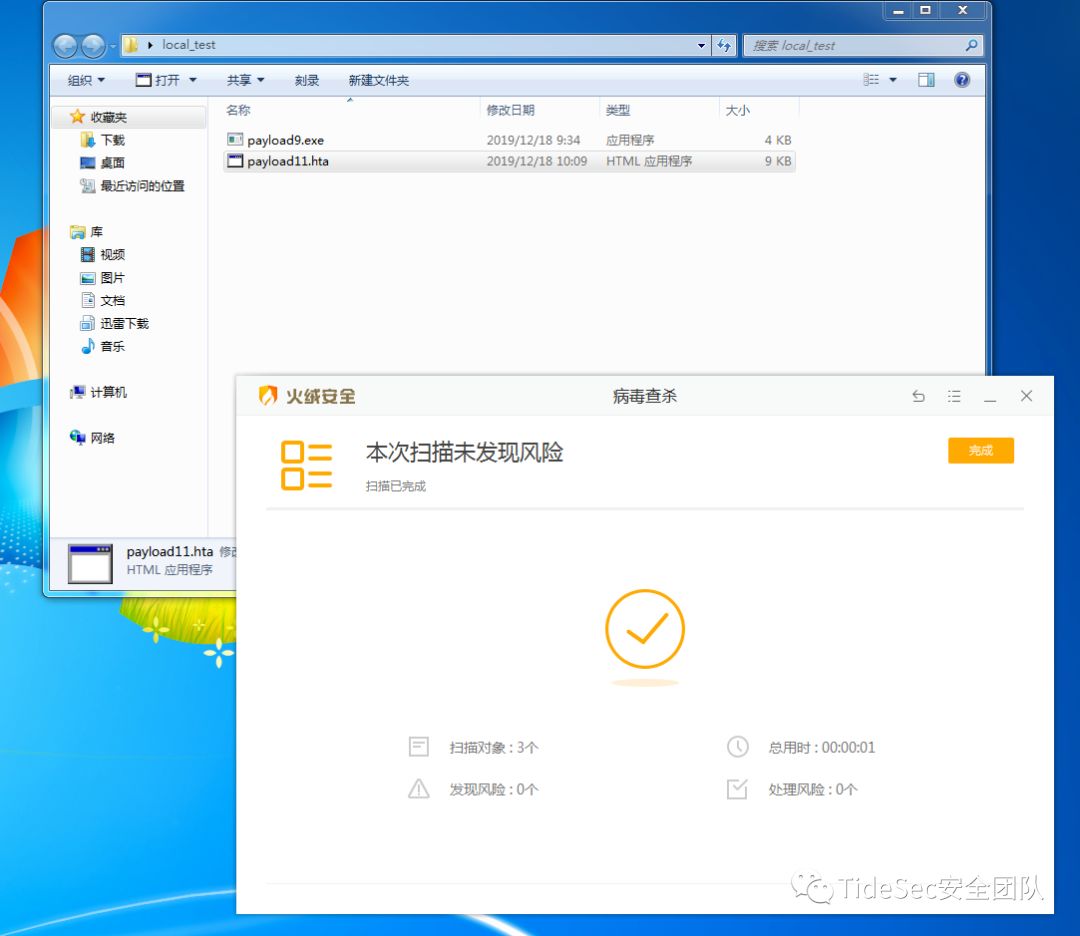 local_test
搜索 local_test
组织 打开 共享 刻录 新建文件夹
收藏夹
下载
桌面
最近访问的位置
库
视频
图片
文档
迅雷下载
音乐
计算机
网络
名称 修改日期 类型 大小
payload9.exe 2019/12/18 9:34 应用程序 4 KB
payload11.hta 2019/12/18 10:09 HTML 应用程序 9 KB
payload11.hta 修改
HTML 应用程序
火绒安全 病毒查杀
本次扫描未发现风险
完成
扫描已完成
扫描对象 : 3个 总用时 : 00:00:01
发现风险 : 0个 处理风险 : 0个
TideSec安全团队